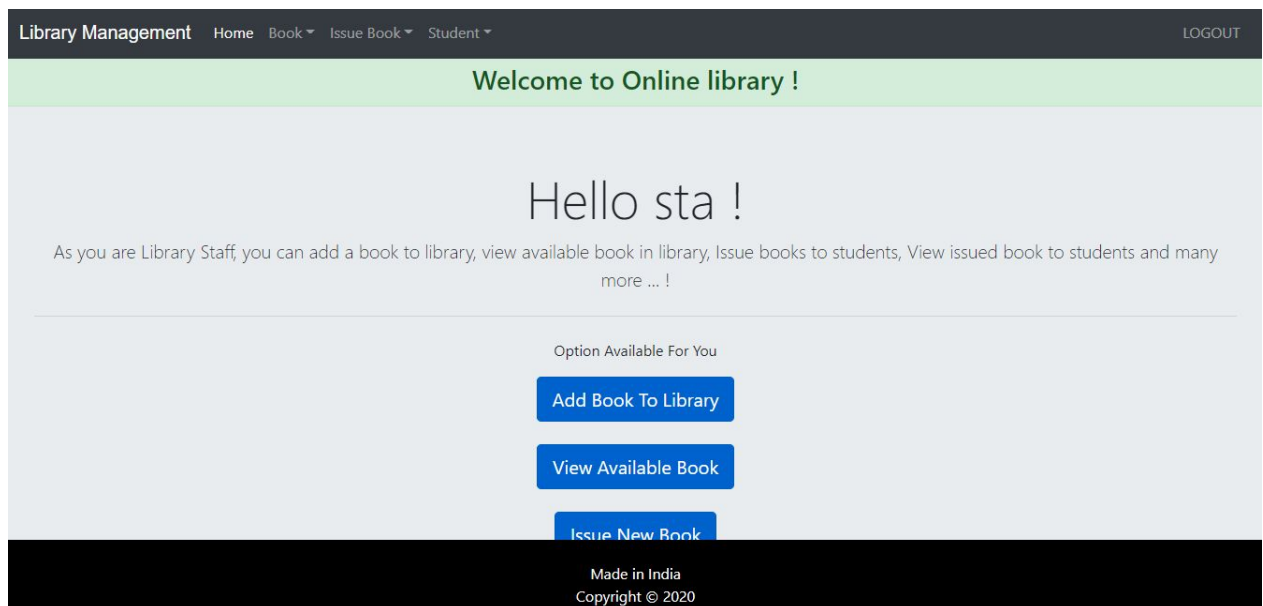 Library Management Home Book Issue Book Student LOGOUT
Welcome to Online library !
Hello sta !
As you are Library Staff, you can add a book to library, view available book in library, Issue books to students, View issued book to students and many
more ... !
Option Available For You
Add Book To Library
View Available Book
Issue New Book
Made in India
Copyright © 2020